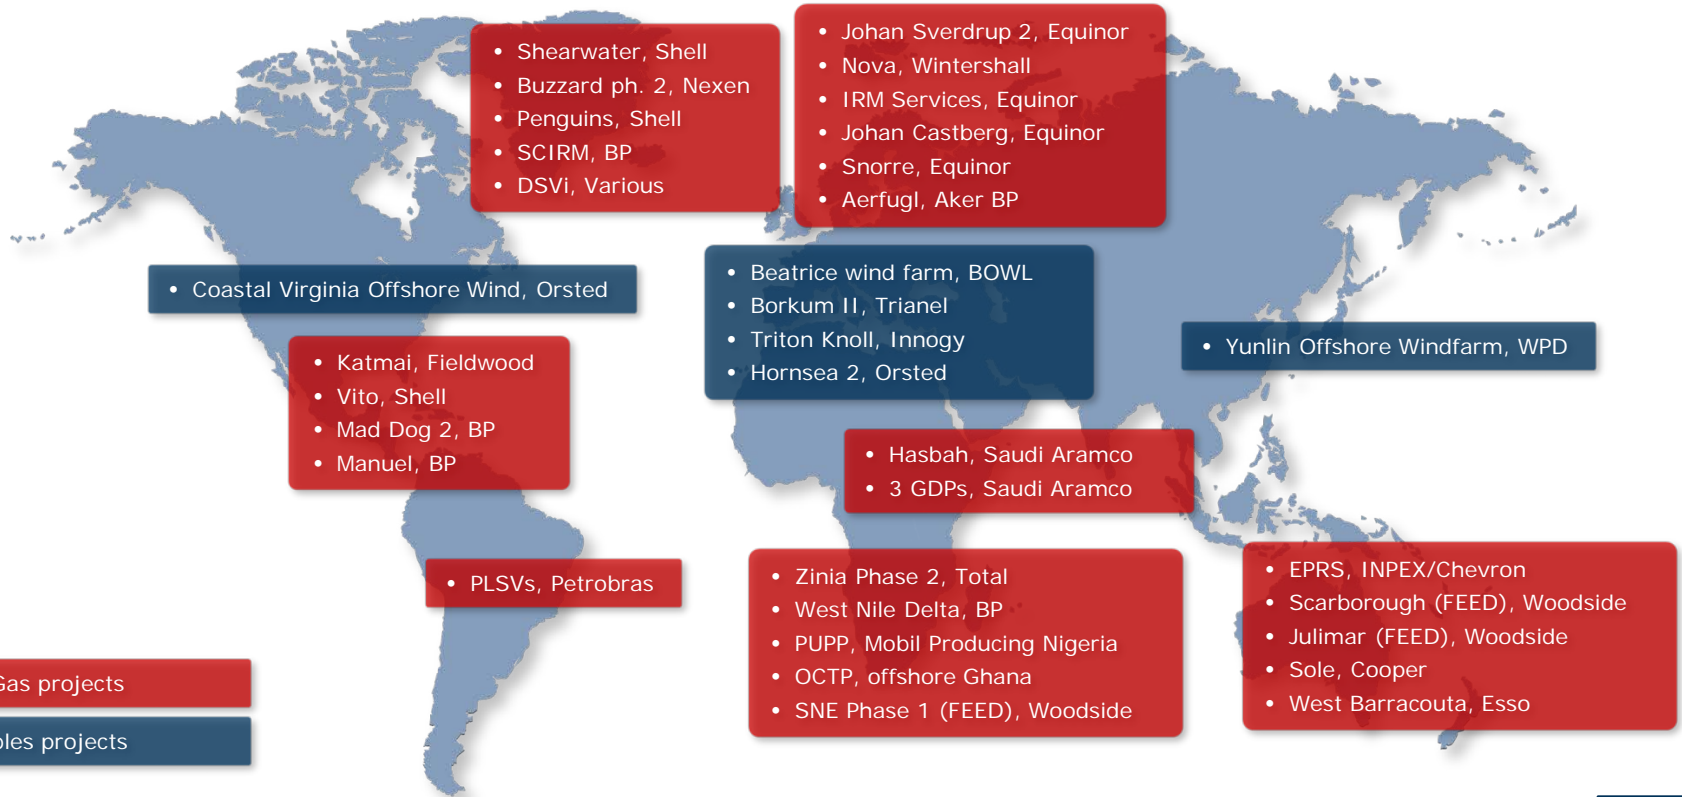 • Shearwater, Shell
• Buzzard ph. 2, Nexen
• Penguins, Shell
• SCIRM, BP
• DSVi, Various
• Johan Sverdrup 2, Equinor
• Nova, Wintershall
• IRM Services, Equinor
• Johan Castberg, Equinor
• Snorre, Equinor
• Aerfugl, Aker BP
• Coastal Virginia Offshore Wind, Orsted
• Beatrice wind farm, BOWL
• Borkum II, Trianel
• Triton Knoll, Innogy
• Hornsea 2, Orsted
• Yunlin Offshore Windfarm, WPD
• Katmai, Fieldwood
• Vito, Shell
• Mad Dog 2, BP
• Manuel, BP
• Hasbah, Saudi Aramco
• 3 GDPs, Saudi Aramco
• PLSVs, Petrobras
• Zinia Phase 2, Total
• West Nile Delta, BP
• PUPP, Mobil Producing Nigeria
• OCTP, offshore Ghana
• SNE Phase 1 (FEED), Woodside
• EPRS, INPEX/Chevron
• Scarborough (FEED), Woodside
• Julimar (FEED), Woodside
• Sole, Cooper
• West Barracouta, Esso
Gas projects
bles projects